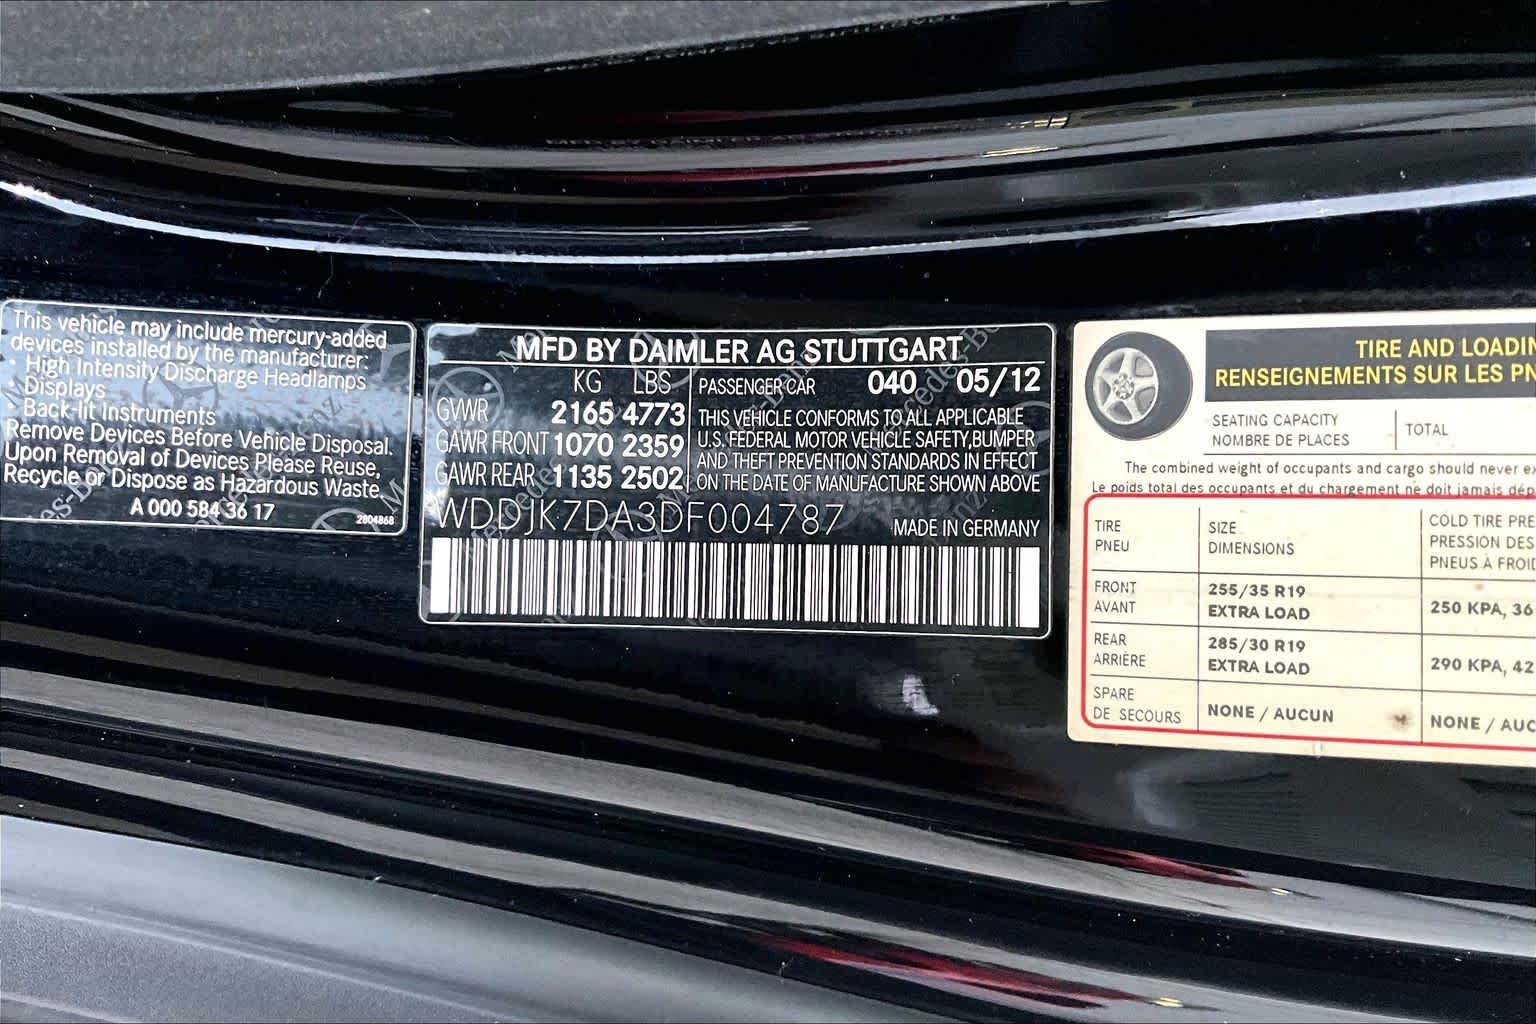 This vehicle may include mercury-added
devices installed by the manufacturer:
· High Intensity Discharge Headlamps
· Displays
· Back-lit Instruments
Remove Devices Before Vehicle Disposal.
Upon Removal of Devices Please Reuse,
Recycle or Dispose as Hazardous Waste.
A 000 584 36 17
2804868
MFD BY DAIMLER AG STUTTGART
KG LBS
GVWR 2165 4773
GAWR FRONT 1070 2359
GAWR REAR 1135 2502
PASSENGER CAR 040 05/12
THIS VEHICLE CONFORMS TO ALL APPLICABLE
U.S. FEDERAL MOTOR VEHICLE SAFETY,BUMPER
AND THEFT PREVENTION STANDARDS IN EFFECT
ON THE DATE OF MANUFACTURE SHOWN ABOVE
WDDJK7DA3DF004787 MADE IN GERMANY
TIRE AND
RENSEIGNEMENTS SUR LES
SEATING CAPACITY
NOMBRE DE PLACES
TOTAL
The combined weight of occupants and cargo should never
Le poids total des occupants et du chargement ne doit jamais
TIRE
PNEU
SIZE
DIMENSIONS
COLD TIRE
PRESSION DES
PNEUS À
FRONT
AVANT
255/35 R19
EXTRA LOAD
250 KPA,
REAR
ARRIÈRE
285/30 R19
EXTRA LOAD
290 KPA,
SPARE
DE SECOURS
NONE / AUCUN
NONE /